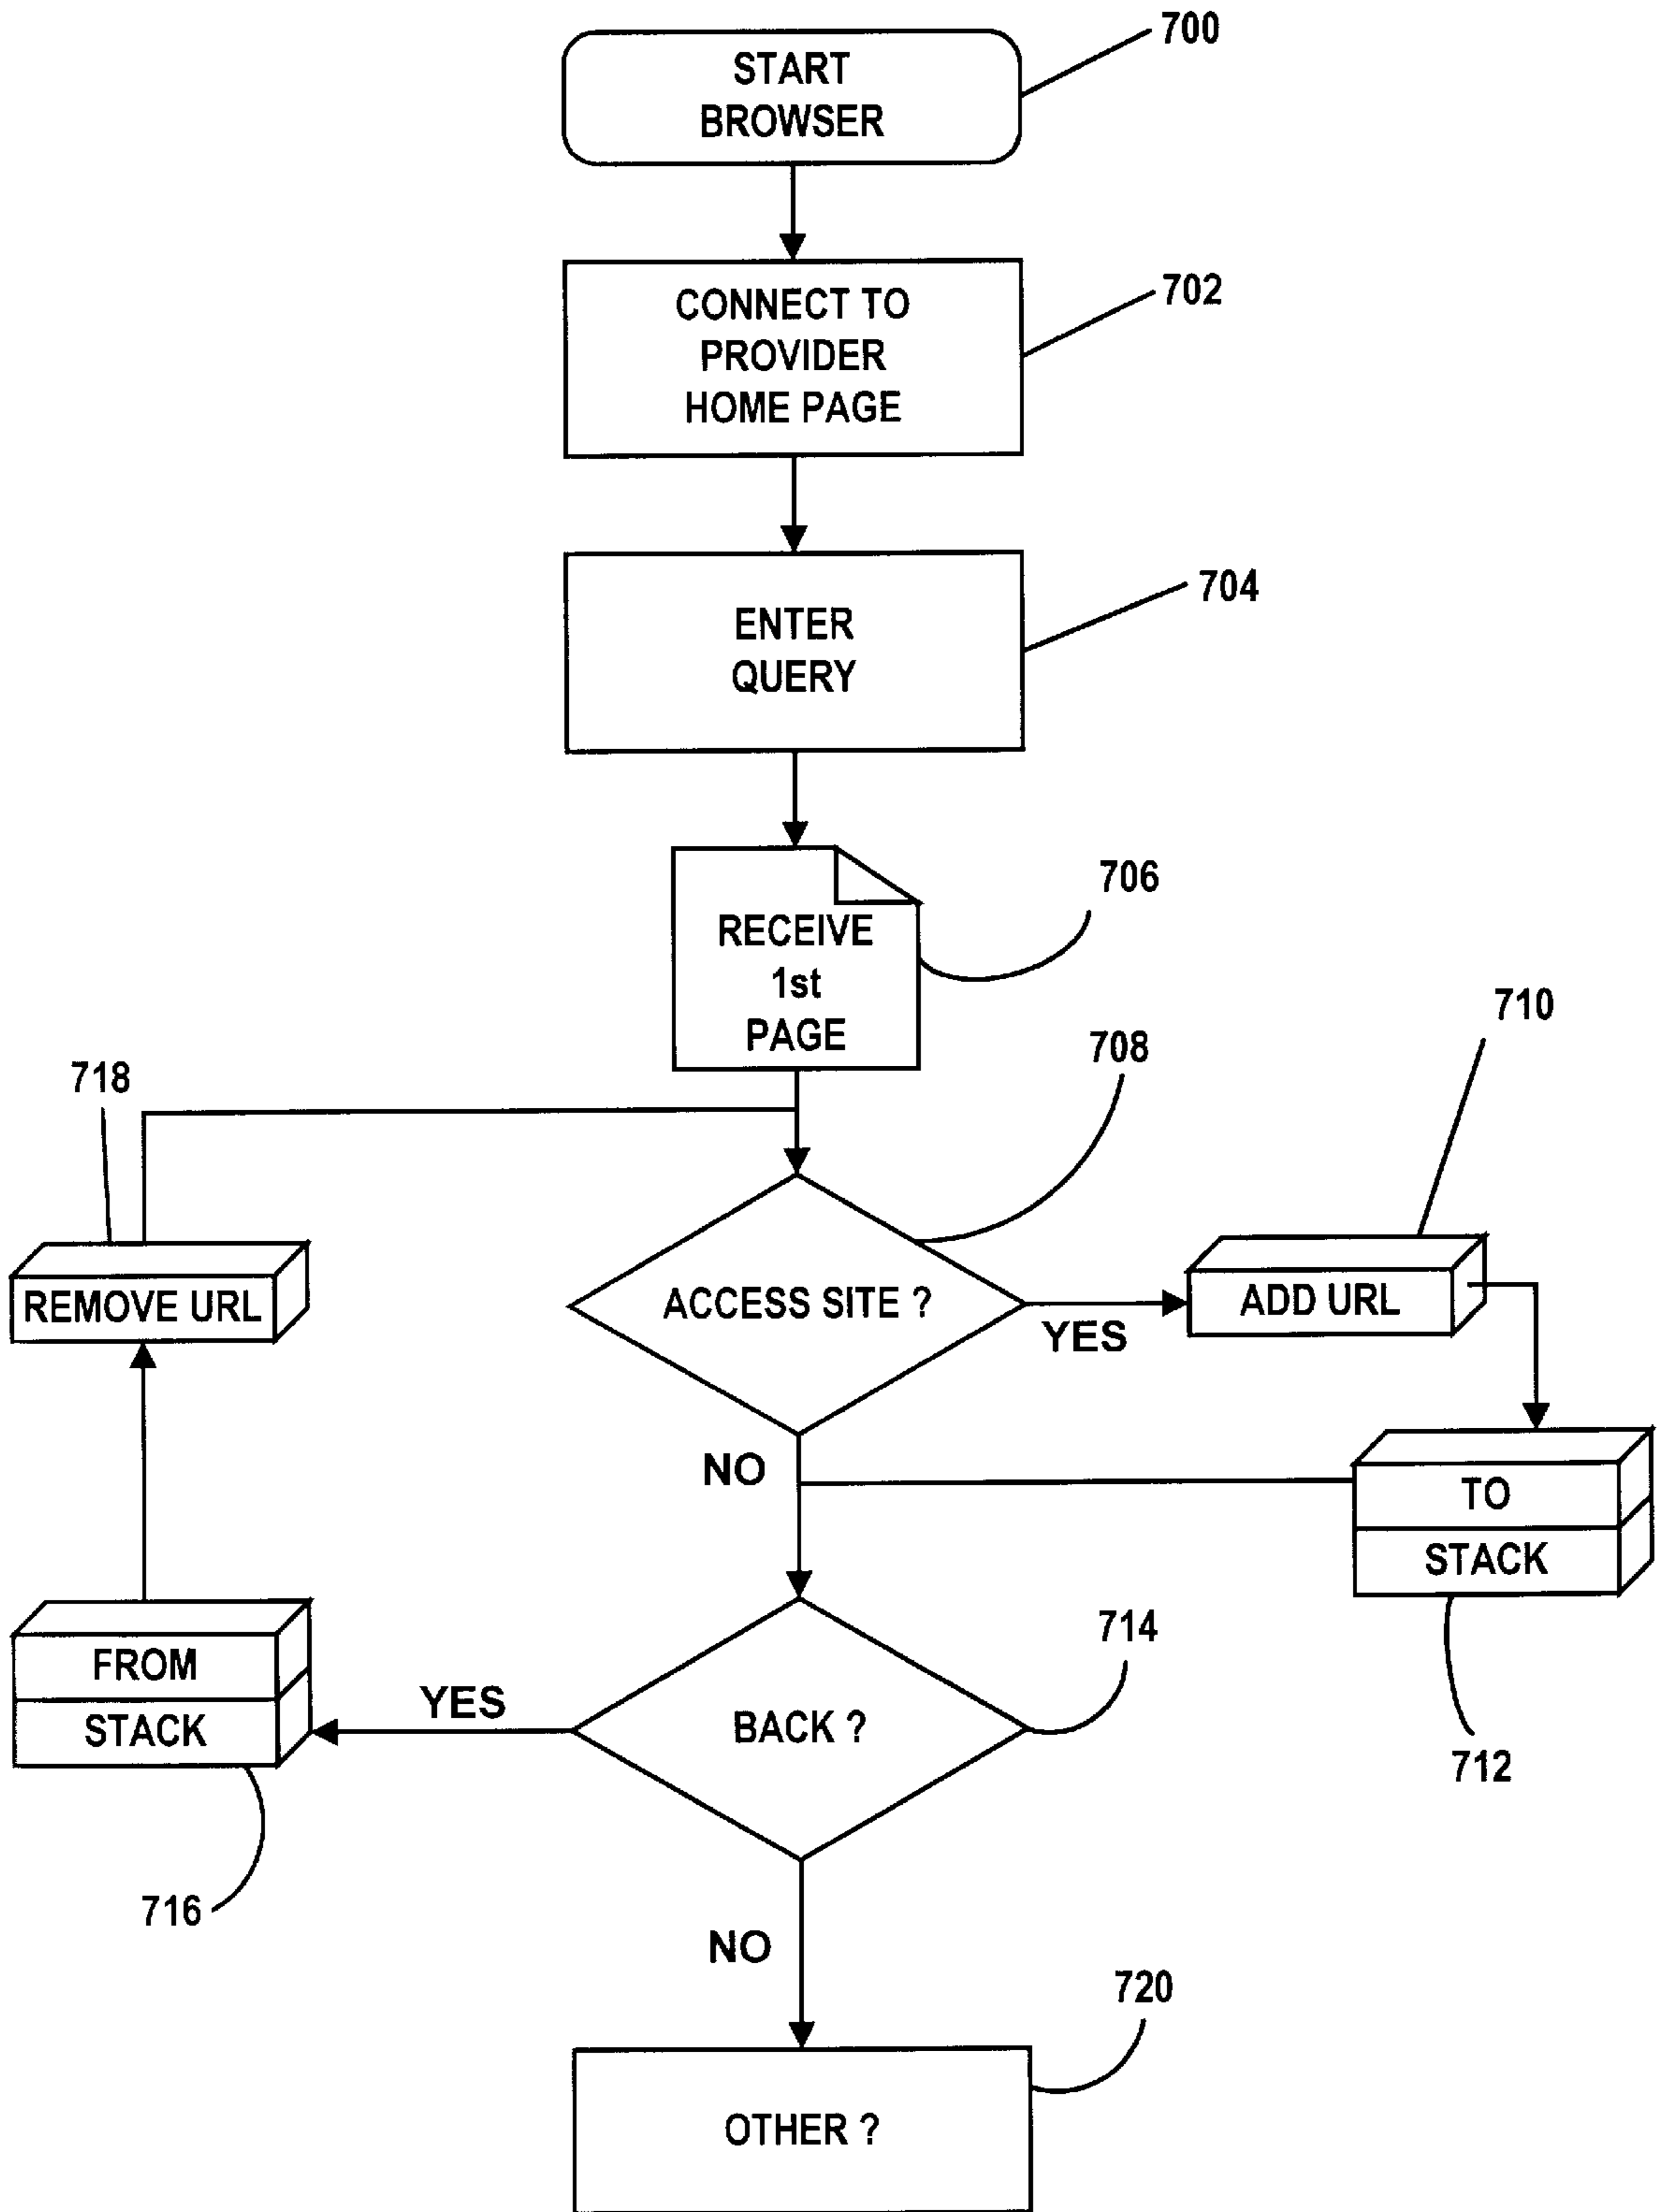 700
START
BROWSER
702
CONNECT TO
PROVIDER
HOME PAGE
704
ENTER
QUERY
706
RECEIVE
1st
PAGE
708
710
718
REMOVE URL
ACCESS SITE ?
YES
ADD URL
NO
TO
STACK
712
714
FROM
STACK
YES
BACK ?
716
NO
720
OTHER ?